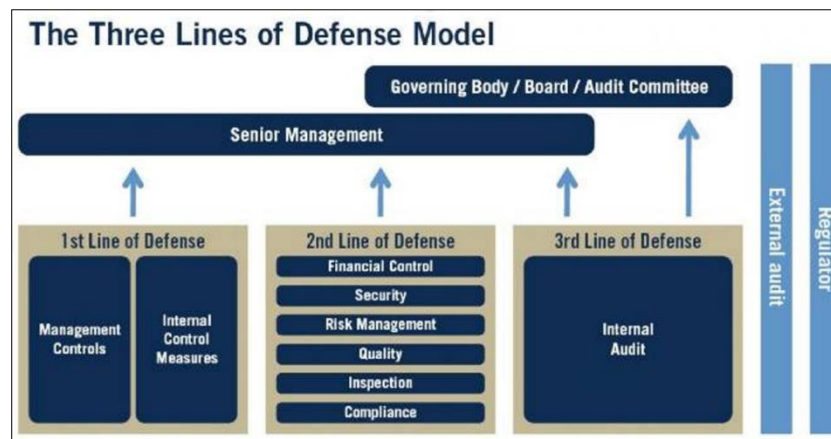 The Three Lines of Defense Model
Governing Body / Board / Audit Committee
Senior Management
1st Line of Defense
Management
Controls
Internal
Control
Measures
2nd Line of Defense
Financial Control
Security
Risk Management
Quality
Inspection
Compliance
3rd Line of Defense
Internal
Audit
External audit
Regulator